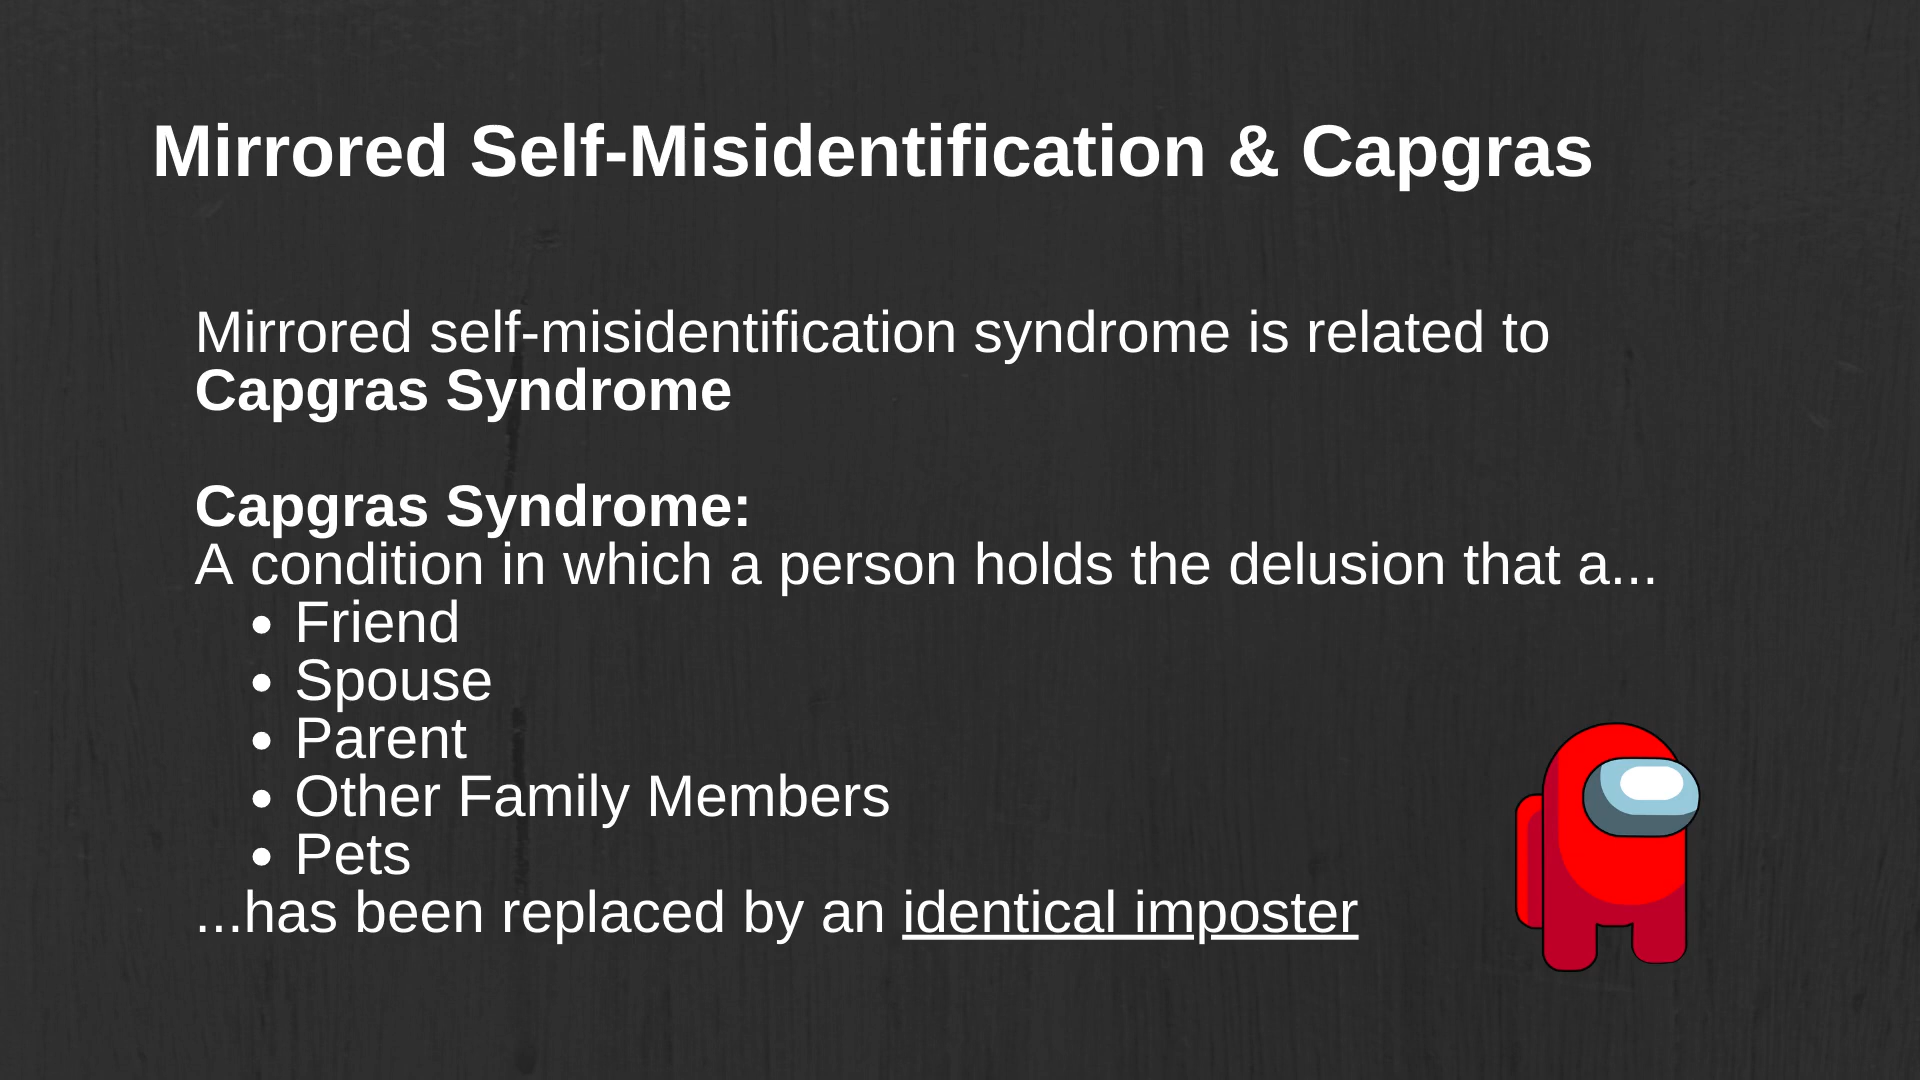 Mirrored Self-Misidentification & Capgras
Mirrored self-misidentification syndrome is related to
Capgras Syndrome
Capgras Syndrome:
A condition in which a person holds the delusion that a...
• Friend
• Spouse
• Parent
• Other Family Members
• Pets
...has been replaced by an identical imposter